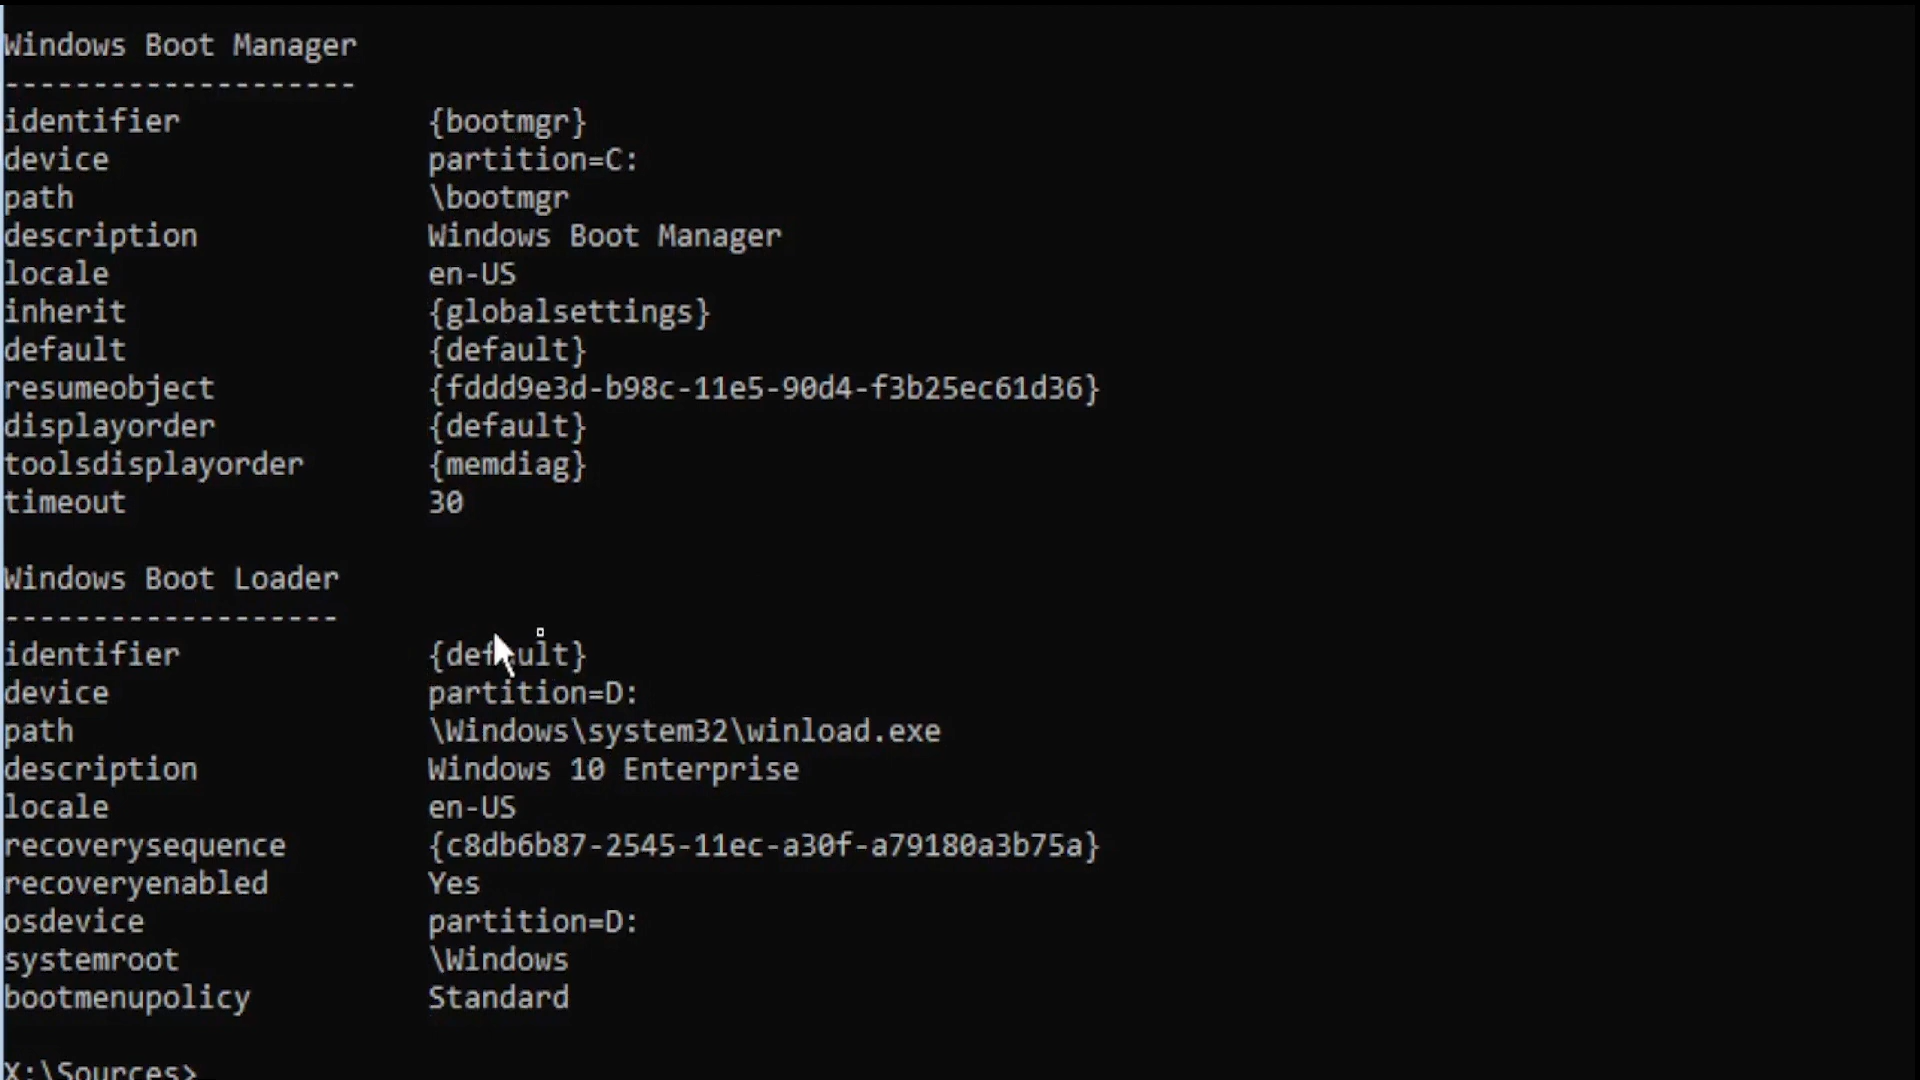 Windows Boot Manager
--------------------
identifier              {bootmgr}
device                  partition=C:
path                    \bootmgr
description             Windows Boot Manager
locale                  en-US
inherit                 {globalsettings}
default                 {default}
resumeobject            {fddd9e3d-b98c-11e5-90d4-f3b25ec61d36}
displayorder            {default}
toolsdisplayorder       {memdiag}
timeout                 30

Windows Boot Loader
-------------------
identifier              {default}
device                  partition=D:
path                    \Windows\system32\winload.exe
description             Windows 10 Enterprise
locale                  en-US
recoverysequence        {c8db6b87-2545-11ec-a30f-a79180a3b75a}
recoveryenabled         Yes
osdevice                partition=D:
systemroot              \Windows
bootmenupolicy          Standard

X:\Sources>